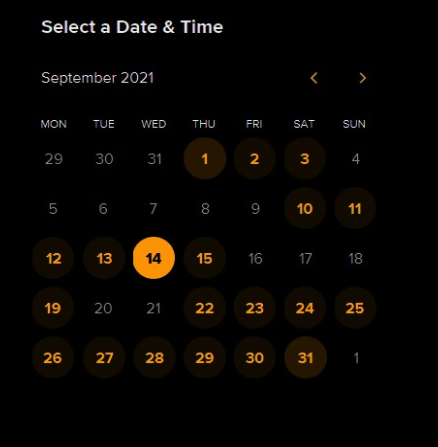 Select a Date & Time
September 2021
MON TUE WED THU FRI SAT SUN
29 30 31 1 2 3 4
5 6 7 8 9 10 11
12 13 14 15 16 17 18
19 20 21 22 23 24 25
26 27 28 29 30 31 1